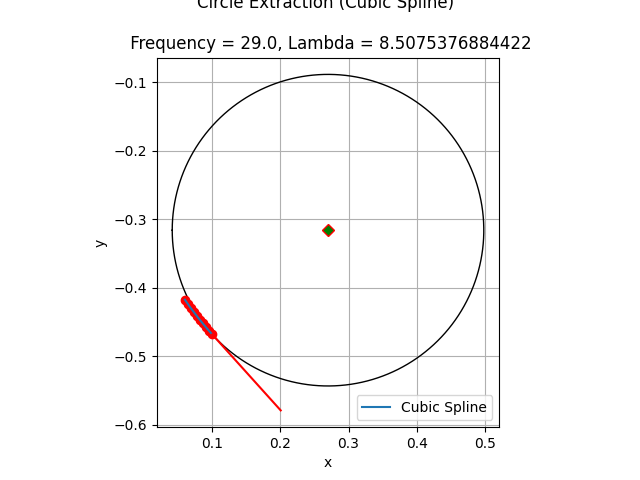 Circle Extraction (Cubic Spline)
Frequency = 29.0, Lambda = 8.5075376884422
−0.1
−0.2
−0.3
−0.4
−0.5
−0.6
y
0.1 0.2 0.3 0.4 0.5
x
Cubic Spline